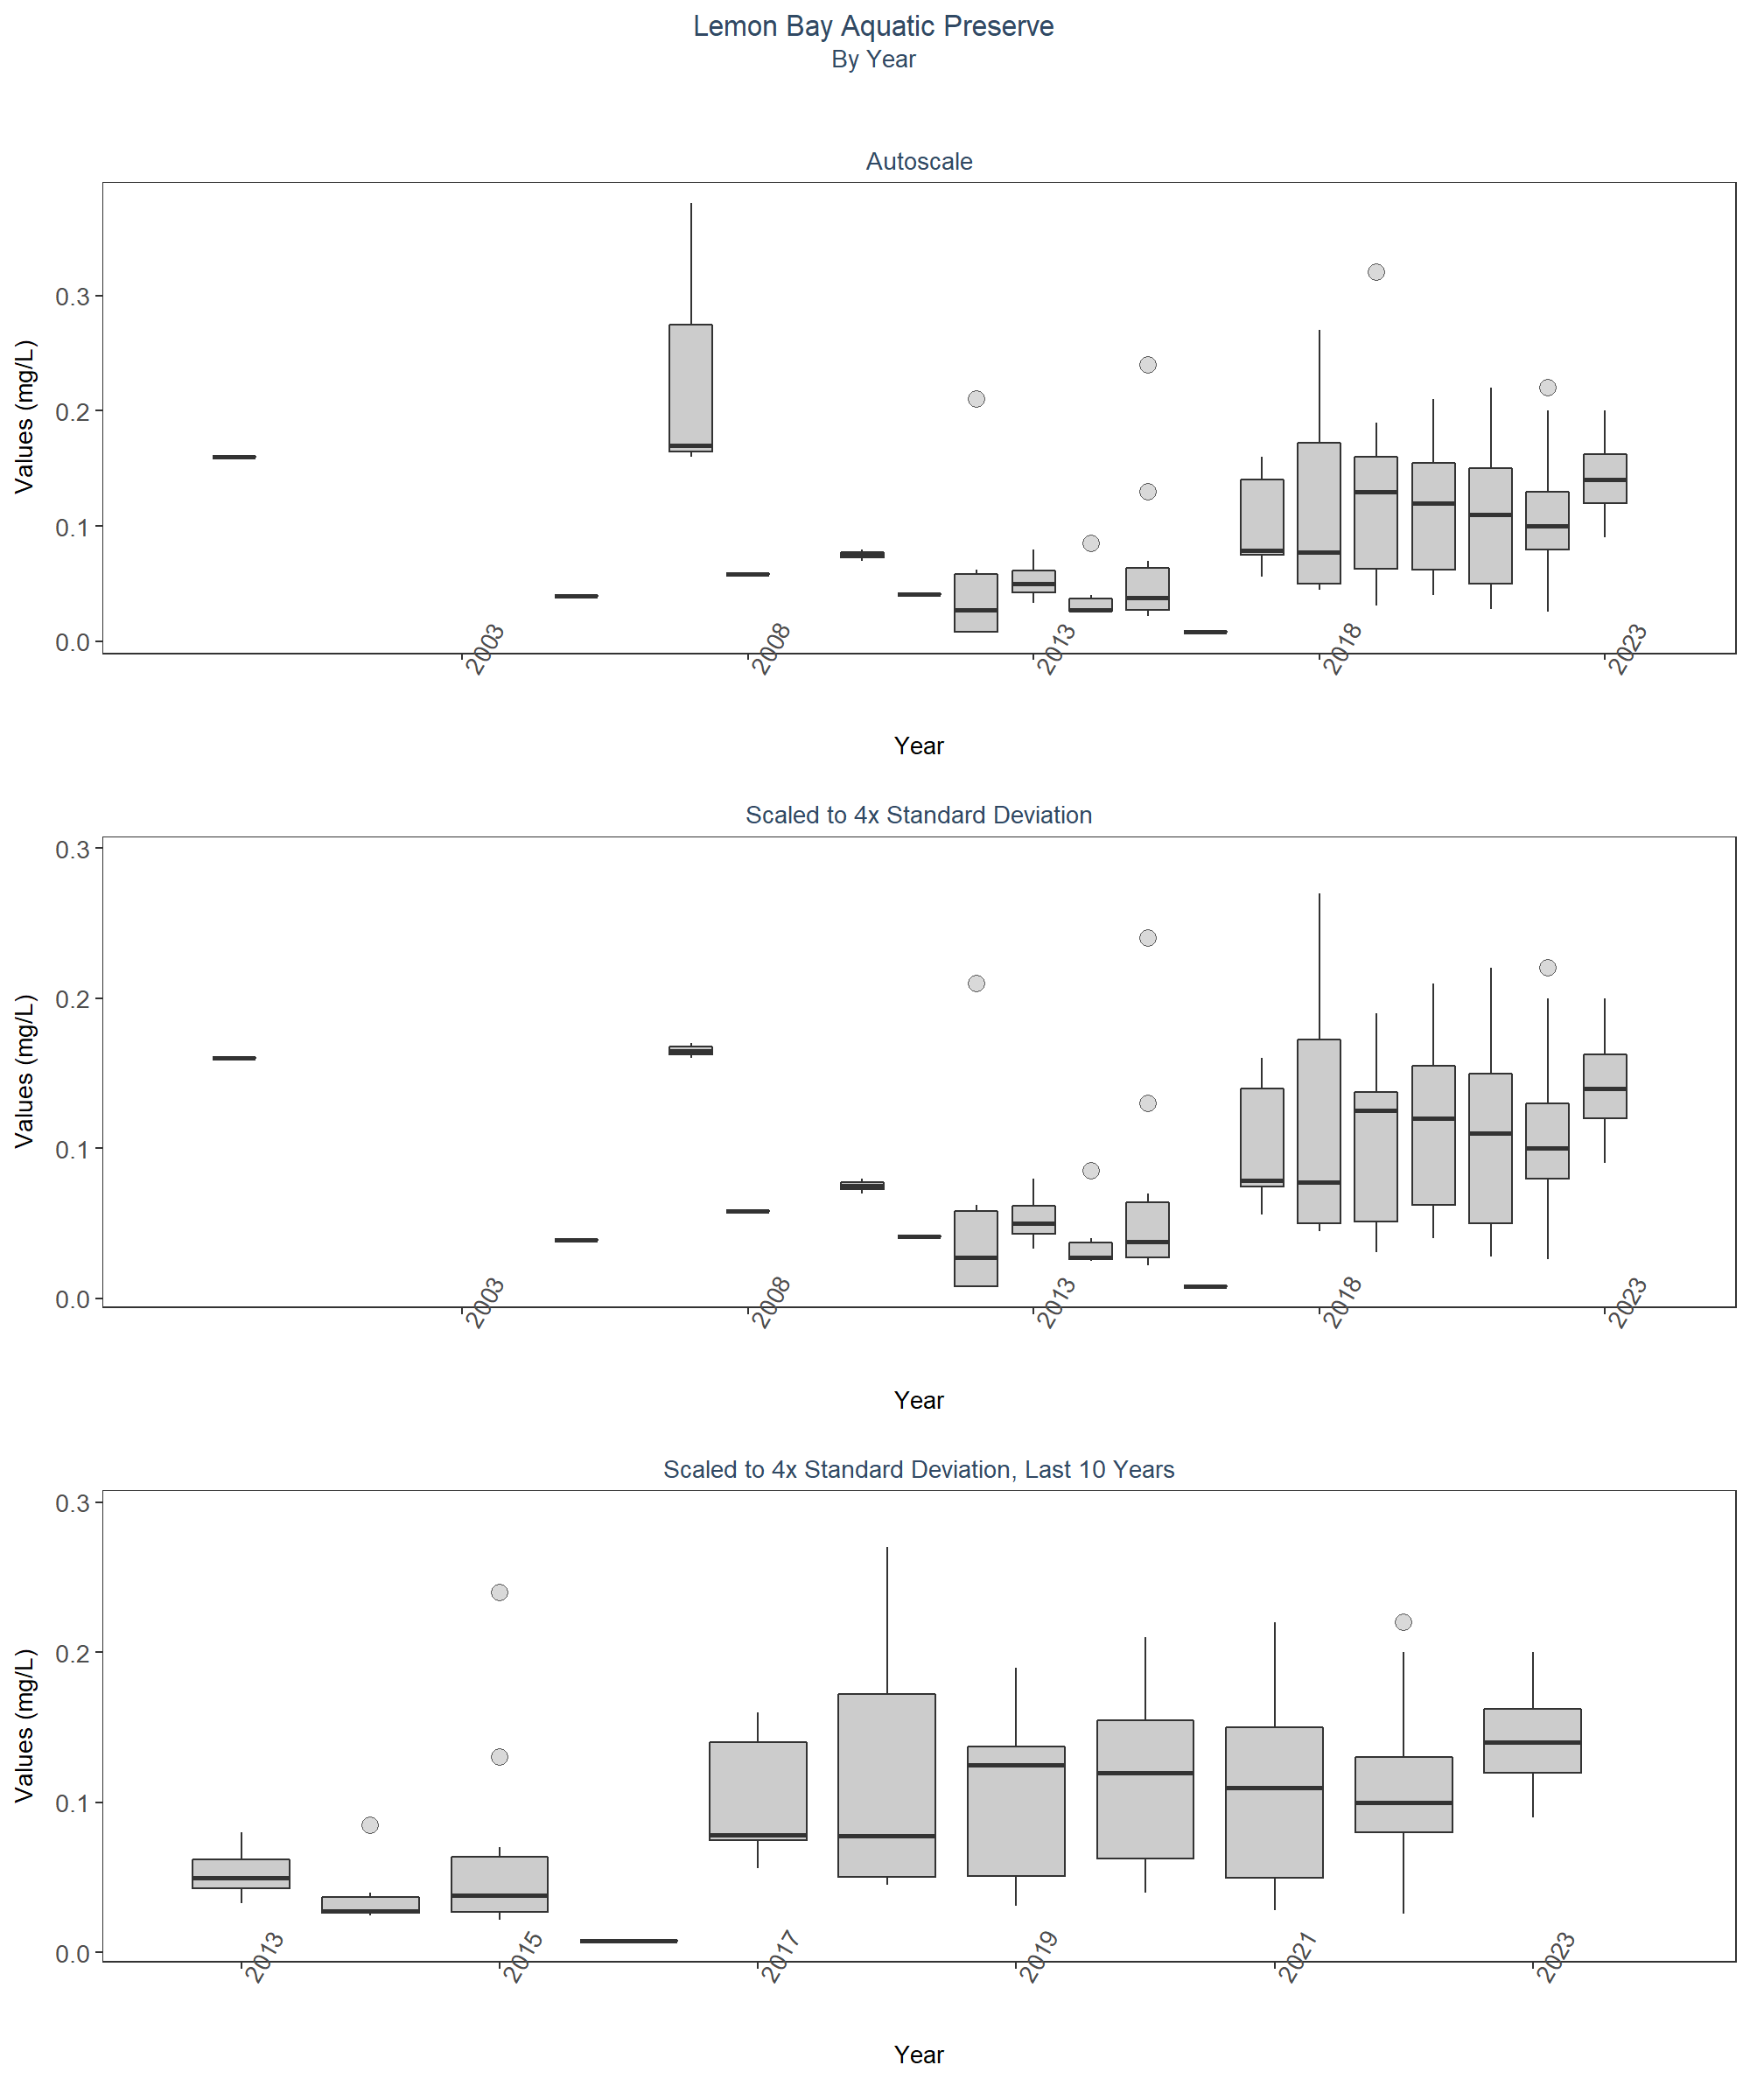 Lemon Bay Aquatic Preserve
By Year
Autoscale
Values (mg/L)
0.3
0.2
0.1
0.0
2003 2008 2013 2018 2023
Year
Scaled to 4x Standard Deviation
Values (mg/L)
0.3
0.2
0.1
0.0
2003 2008 2013 2018 2023
Year
Scaled to 4x Standard Deviation, Last 10 Years
Values (mg/L)
0.3
0.2
0.1
0.0
2013 2015 2017 2019 2021 2023
Year